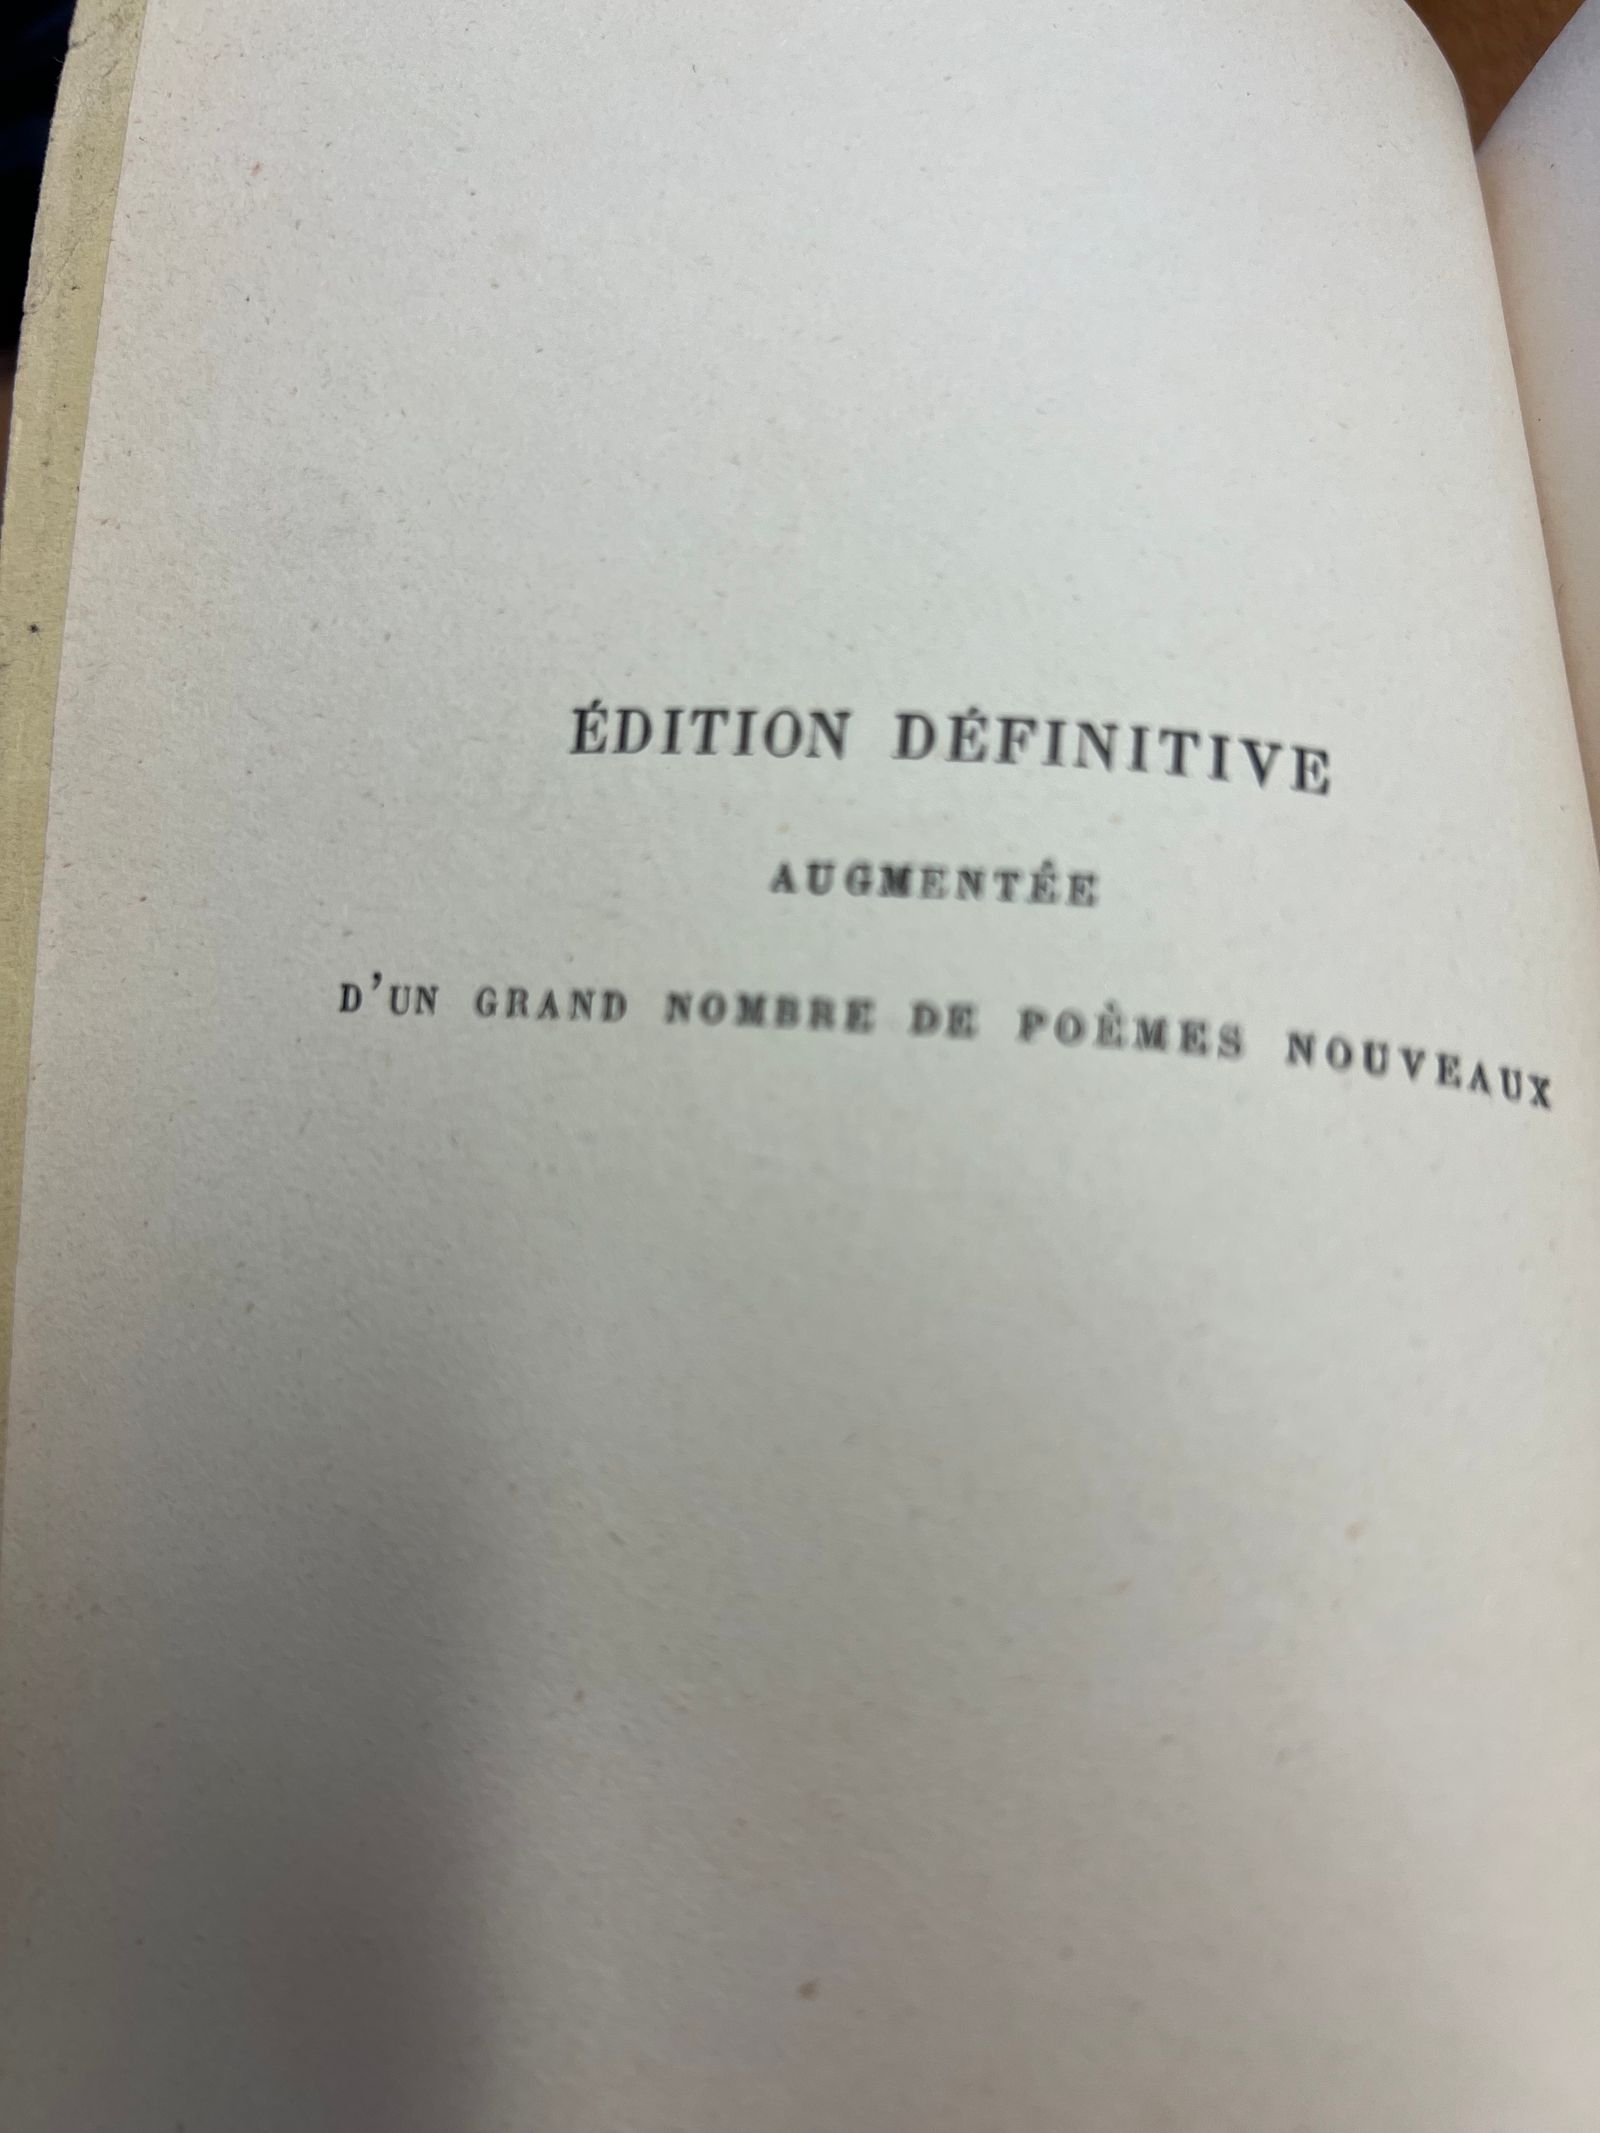 ÉDITION DÉFINITIVE
AUGMENTÉE
D'UN GRAND NOMBRE DE POÈMES NOUVEAUX